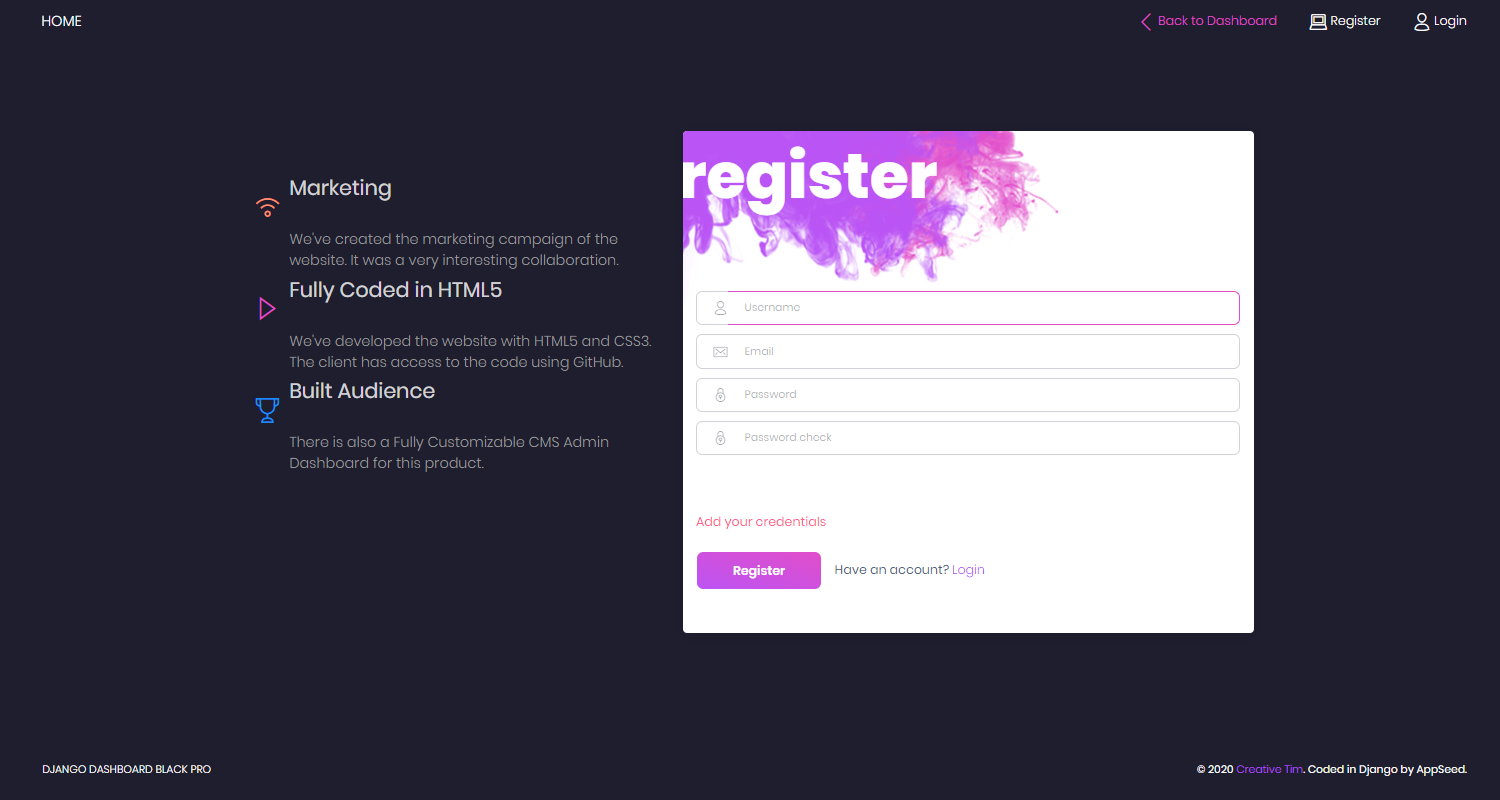 HOME
Back to Dashboard
Register
Login
Marketing
We've created the marketing campaign of the
website. It was a very interesting collaboration.
Fully Coded in HTML5
We've developed the website with HTML5 and CSS3.
The client has access to the code using GitHub.
Built Audience
There is also a Fully Customizable CMS Admin
Dashboard for this product.
register
Username
Email
Password
Password check
Add your credentials
Register
Have an account? Login
DJANGO DASHBOARD BLACK PRO
© 2020 Creative Tim. Coded in Django by AppSeed.